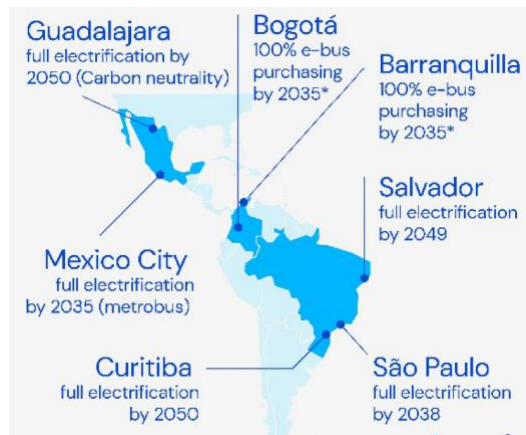 Guadalajara
full electrification by
2050 (Carbon neutrality)
Bogotá
100% e-bus
purchasing
by 2035*
Barranquilla
100% e-bus
purchasing
by 2035*
Salvador
full electrification
by 2049
Mexico City
full electrification
by 2035 (metrobus)
Curitiba
full electrification
by 2050
São Paulo
full electrification
by 2038